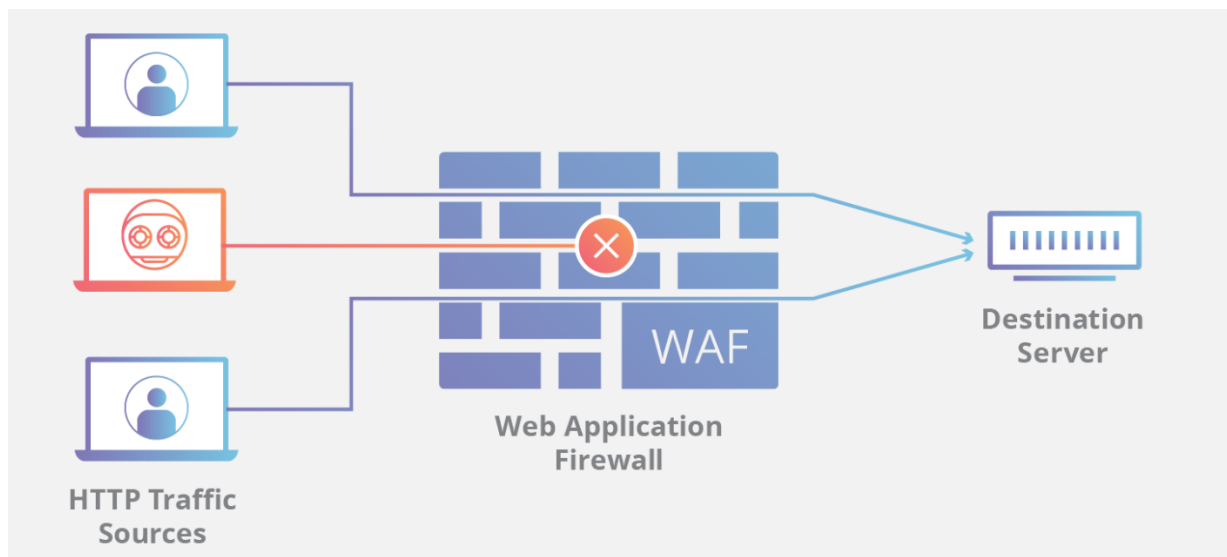 WAF
Web Application
Firewall
HTTP Traffic
Sources
Destination
Server